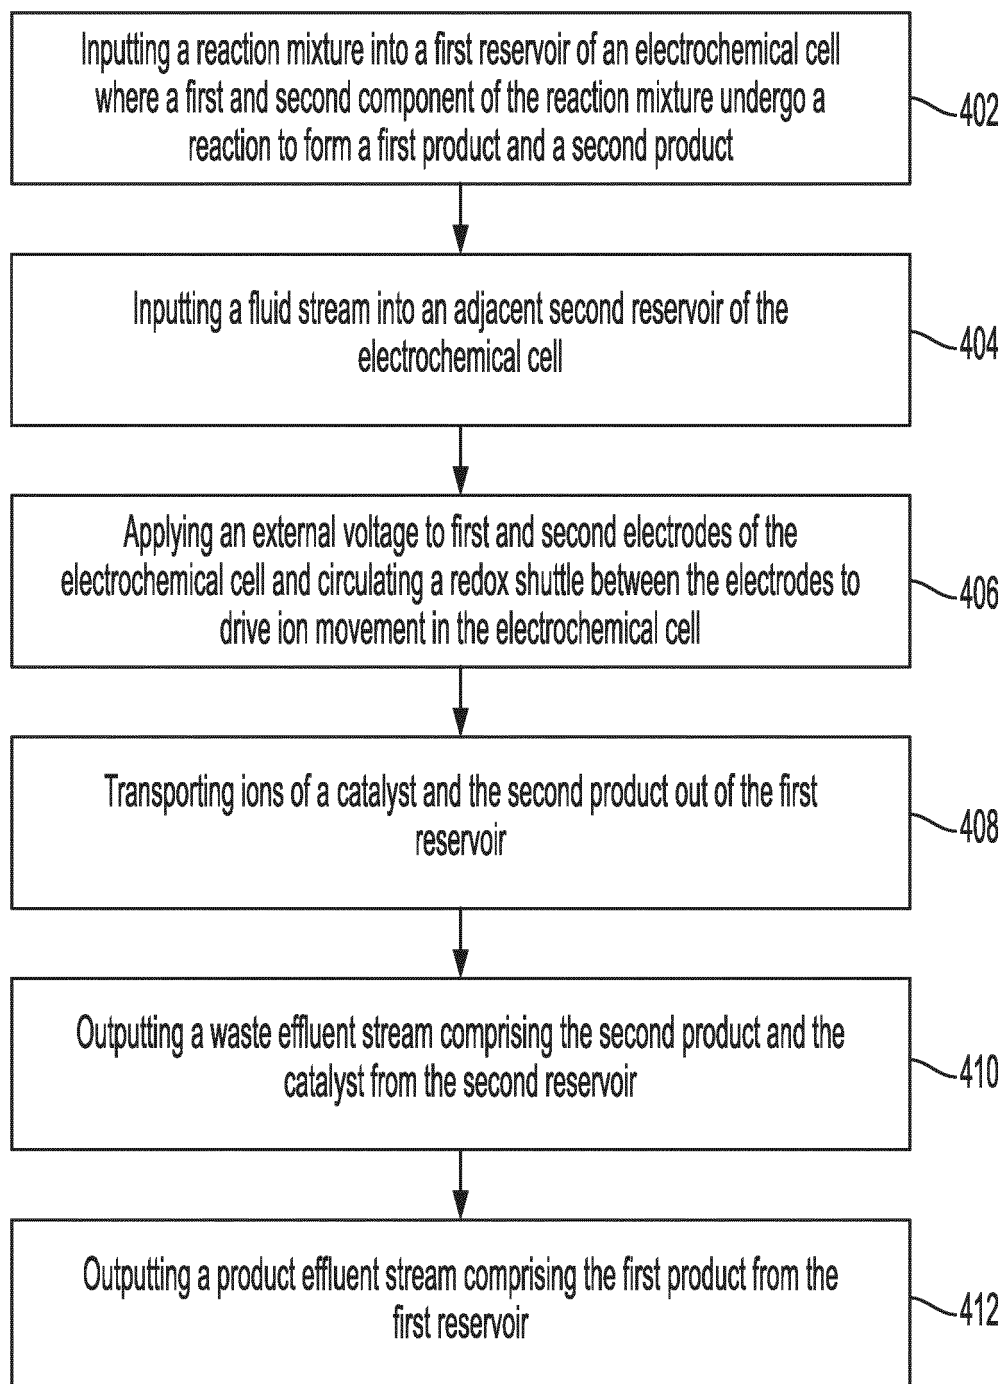 Inputting a reaction mixture into a first reservoir of an electrochemical cell
where a first and second component of the reaction mixture undergo a
reaction to form a first product and a second product
402
Inputting a fluid stream into an adjacent second reservoir of the
electrochemical cell
404
Applying an external voltage to first and second electrodes of the
electrochemical cell and circulating a redox shuttle between the electrodes to
drive ion movement in the electrochemical cell
406
Transporting ions of a catalyst and the second product out of the first
reservoir
408
Outputting a waste effluent stream comprising the second product and the
catalyst from the second reservoir
410
Outputting a product effluent stream comprising the first product from the
first reservoir
412